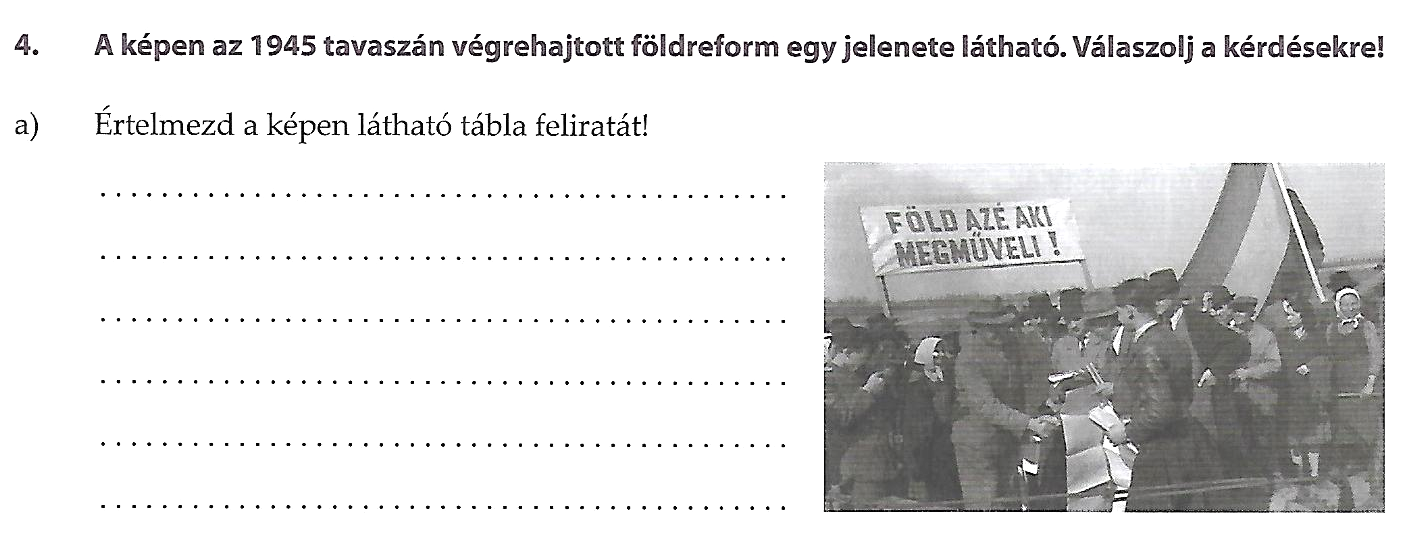 4. A képen az 1945 tavaszán végrehajtott földreform egy jelenete látható. Válaszolj a kérdésekre!
a) Értelmezd a képen látható tábla feliratát!
FÖLD AZÉ AKI
MEGMŰVELI !